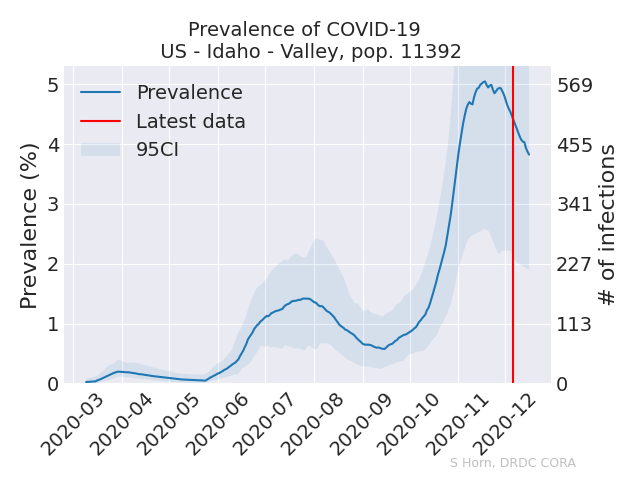 Prevalence of COVID-19
US - Idaho - Valley, pop. 11392
Prevalence
Latest data
95CI
Prevalence (%)
5
4
3
2
1
0
569
455
341
227
113
0
# of infections
2020-03
2020-04
2020-05
2020-06
2020-07
2020-08
2020-09
2020-10
2020-11
2020-12
S Horn, DRDC CORA